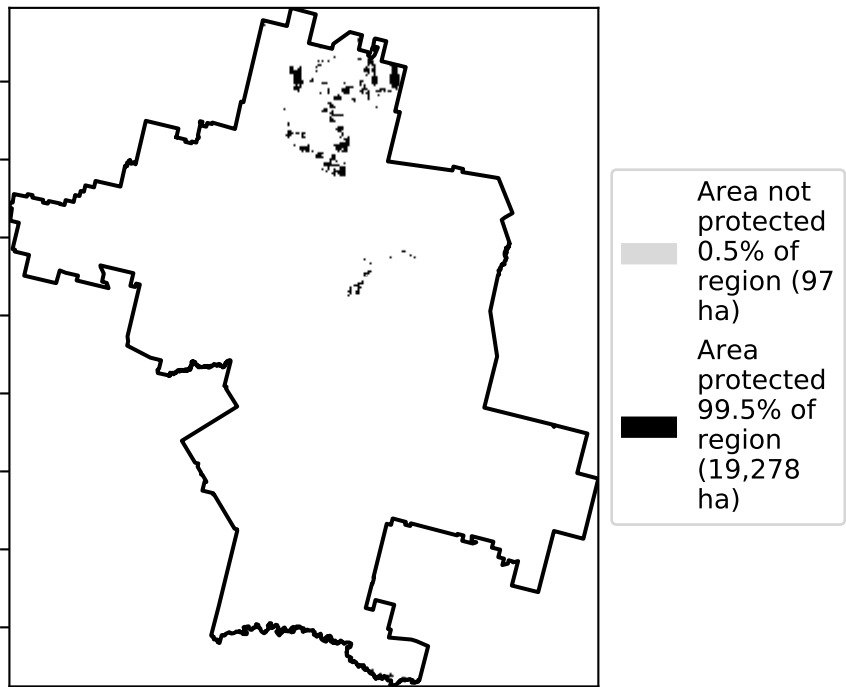 Area not
protected
0.5% of
region (97
ha)
Area
protected
99.5% of
region
(19,278
ha)